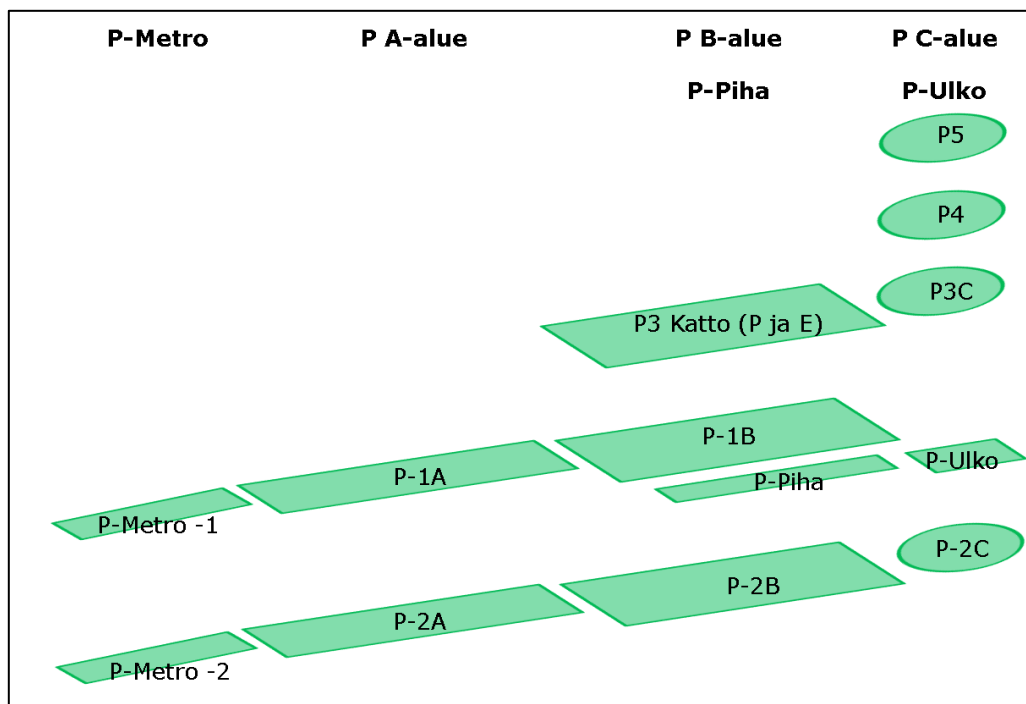 P-Metro
P A-alue
P B-alue
P C-alue
P-Piha
P-Ulko
P5
P4
P3C
P3 Katto (P ja E)
P-1B
P-Ulko
P-1A
P-Piha
P-Metro -1
P-2C
P-2B
P-2A
P-Metro -2